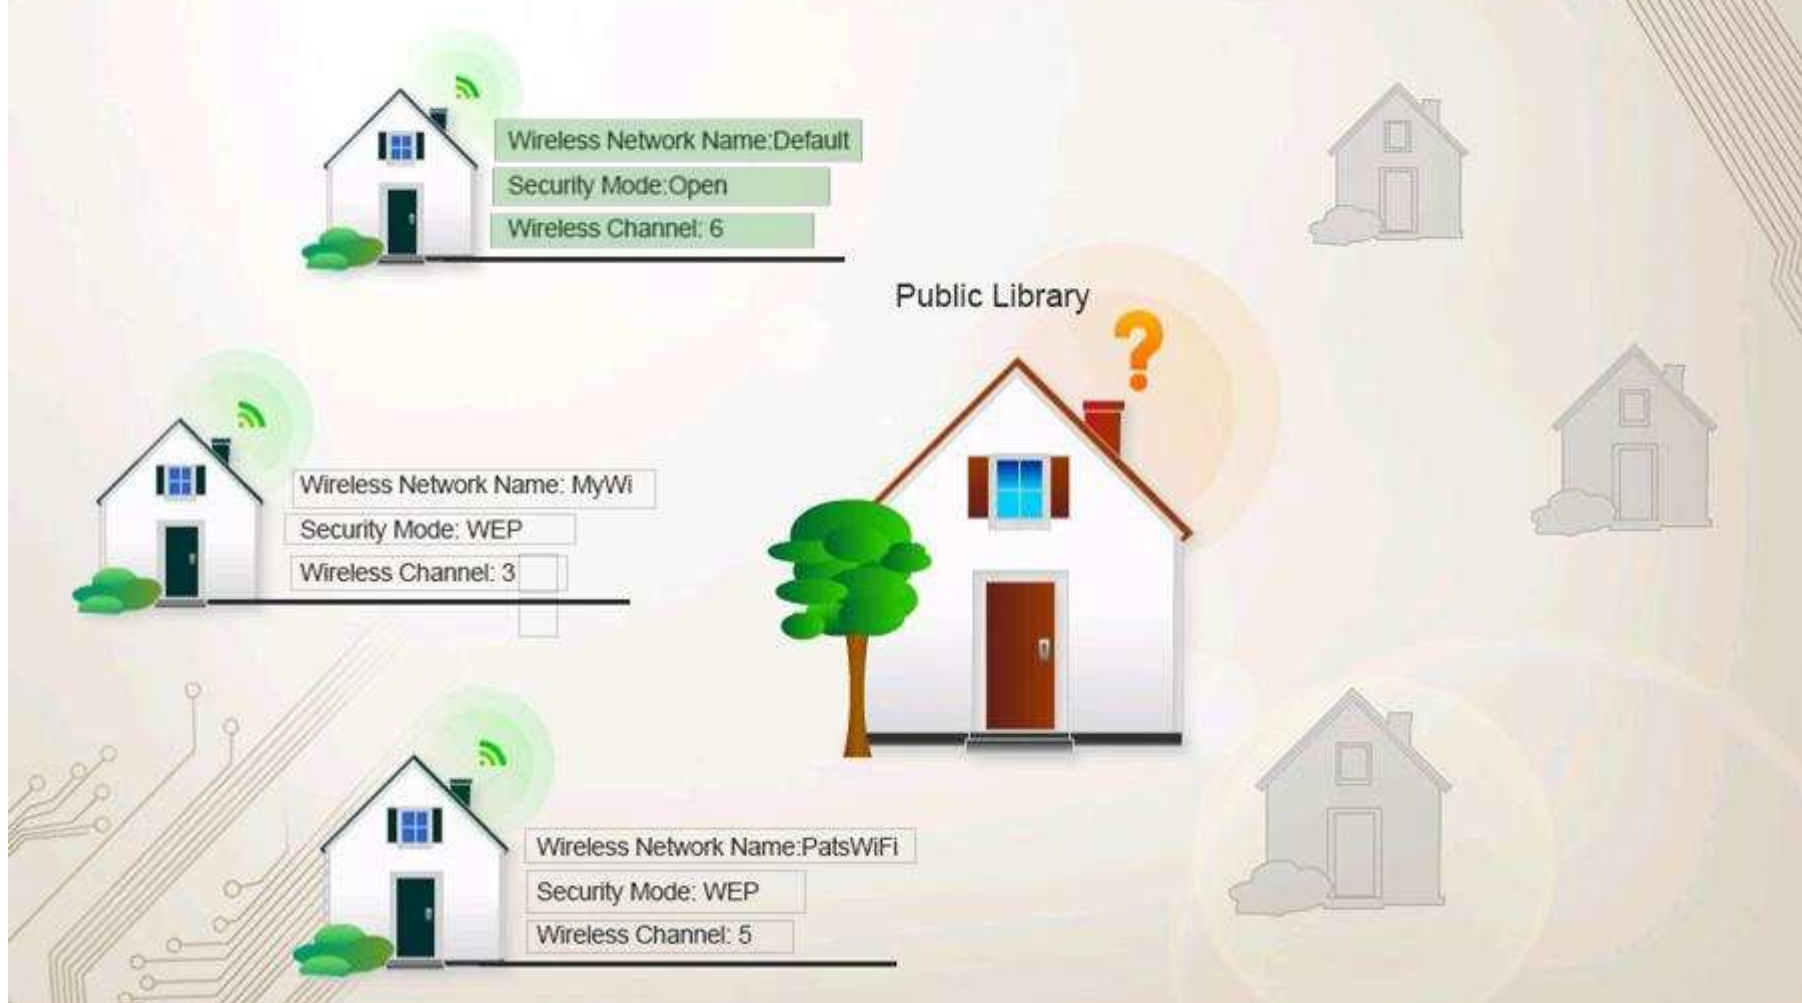 Wireless Network Name:Default
Security Mode:Open
Wireless Channel: 6
Public Library
?
Wireless Network Name: MyWi
Security Mode: WEP
Wireless Channel: 3
Wireless Network Name:PatsWiFi
Security Mode: WEP
Wireless Channel: 5